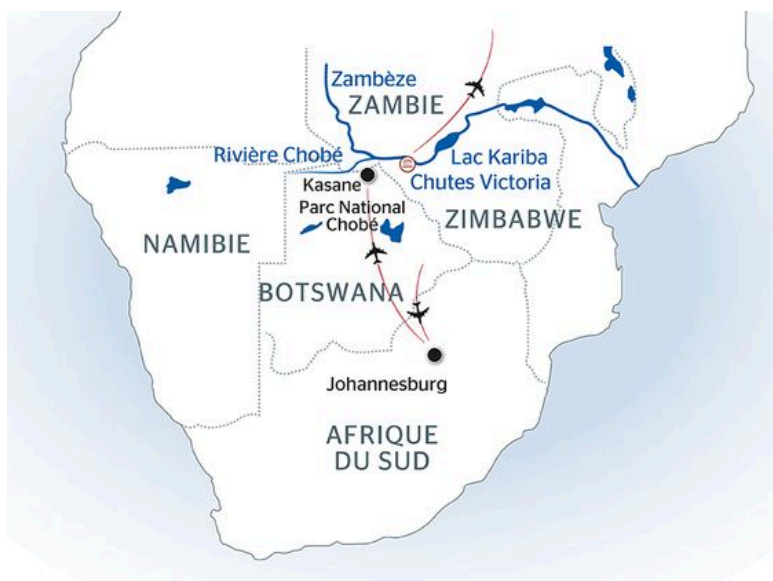 Zambèze
ZAMBIE
Rivière Chobé
Lac Kariba
Chutes Victoria
Kasane
Parc National
Chobé
ZIMBABWE
NAMIBIE
BOTSWANA
Johannesburg
AFRIQUE
DU SUD